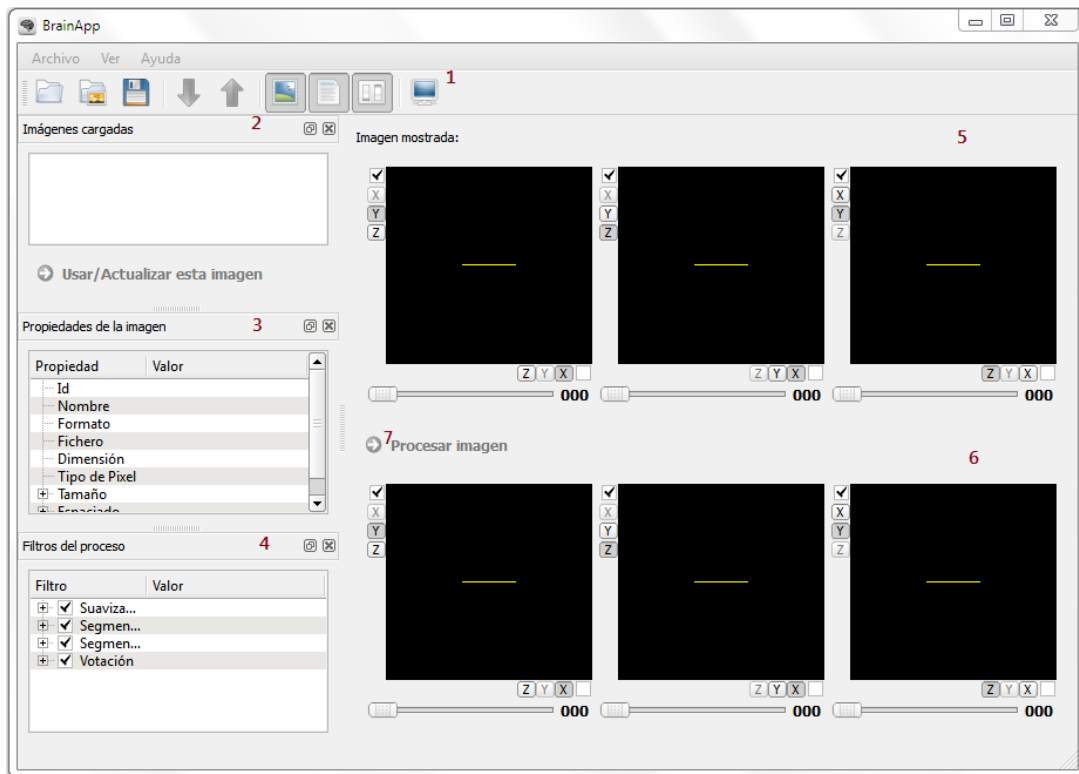 BrainApp
Archivo Ver Ayuda
1
Imágenes cargadas 2
Usar/Actualizar esta imagen
Propiedades de la imagen 3
Propiedad Valor
Id
Nombre
Formato
Fichero
Dimensión
Tipo de Pixel
Tamaño
Espaciado
Filtros del proceso 4
Filtro Valor
Suaviza...
Segmen...
Segmen...
Votación
Imagen mostrada: 5
X X X
Y Y Y
Z Z Z
Z Y X Z Y X Z Y X
000 000 000
7 Procesar imagen
6
X X X
Y Y Y
Z Z Z
Z Y X Z Y X Z Y X
000 000 000